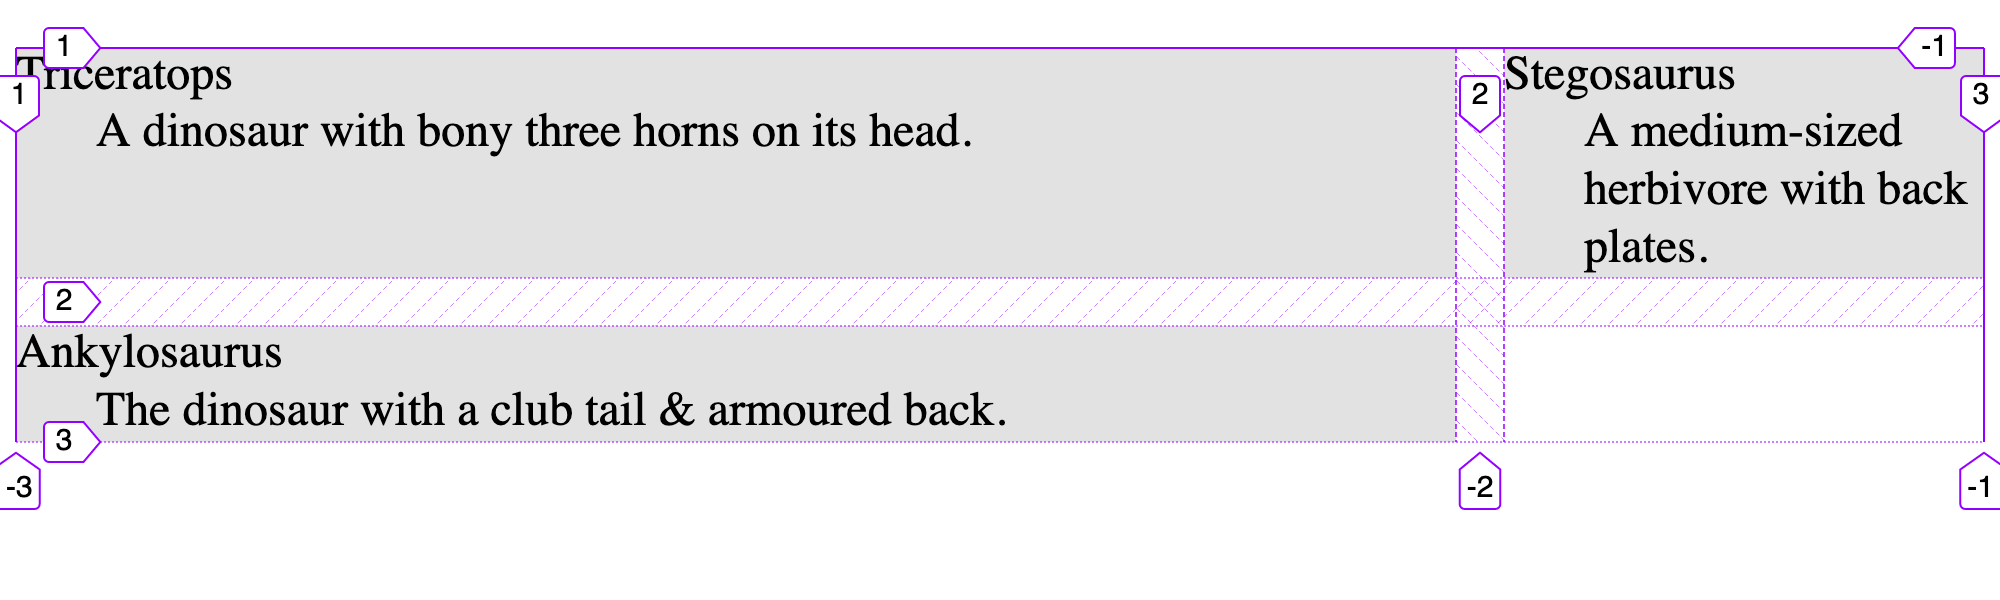 1
-1
Triceratops
Stegosaurus
1
2
3
A dinosaur with bony three horns on its head.
A medium-sized
herbivore with back
plates.
2
Ankylosaurus
The dinosaur with a club tail & armoured back.
3
-3
-2
-1